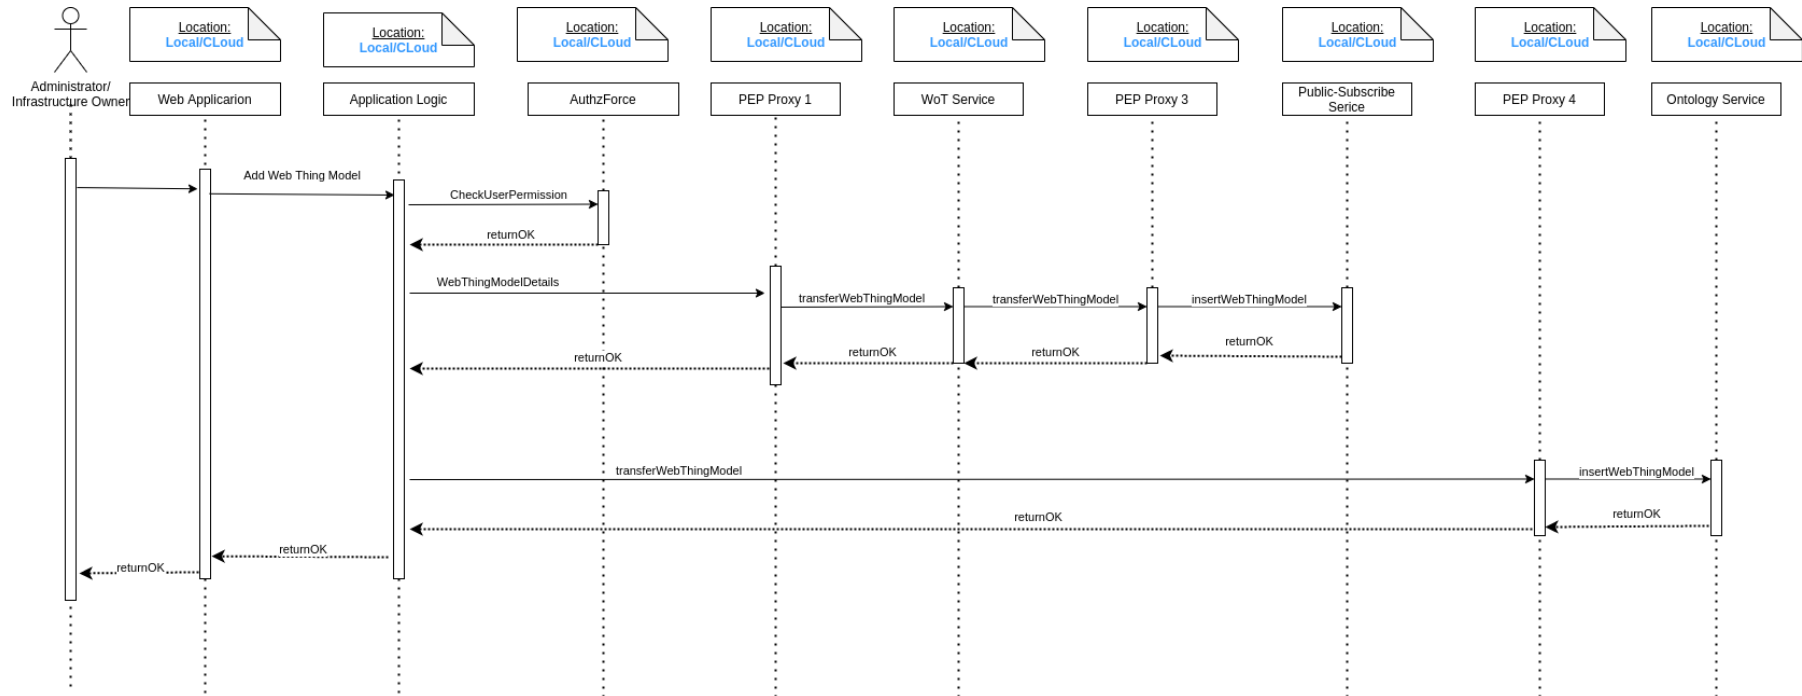 Location:
Local/CLoud
Location:
Local/CLoud
Location:
Local/CLoud
Location:
Local/CLoud
Location:
Local/CLoud
Location:
Local/CLoud
Location:
Local/CLoud
Location:
Local/CLoud
Location:
Local/CLoud
Administrator/
Infrastructure Owner
Web Applicarion
Application Logic
AuthzForce
PEP Proxy 1
WoT Service
PEP Proxy 3
Public-Subscribe
Serice
PEP Proxy 4
Ontology Service
Add Web Thing Model
CheckUserPermission
returnOK
WebThingModelDetails
transferWebThingModel
transferWebThingModel
insertWebThingModel
returnOK
returnOK
returnOK
returnOK
transferWebThingModel
insertWebThingModel
returnOK
returnOK
returnOK
returnOK